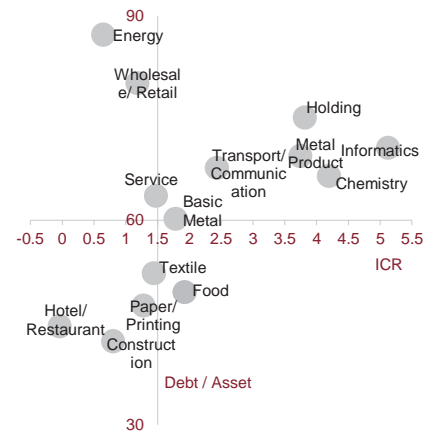 90
Energy
Wholesal
e/ Retail
Holding
Transport/
Communic
ation
Metal
Product
Informatics
Chemistry
Service
Basic
Metal
60
-0.5 0 0.5 1 1.5 2 2.5 3 3.5 4 4.5 5 5.5
ICR
Textile
Food
Hotel/
Restaurant
Paper/
Printing
Construct
ion
Debt / Asset
30